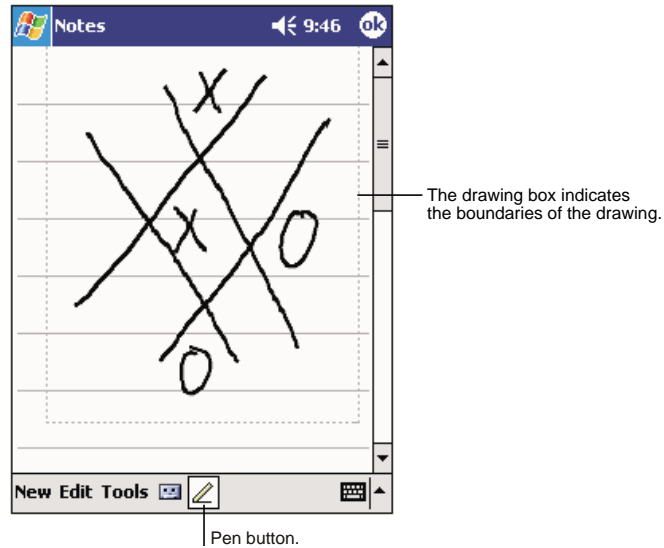 Notes 9:46 ok
X
X
O
O
The drawing box indicates
the boundaries of the drawing.
New Edit Tools
Pen button.